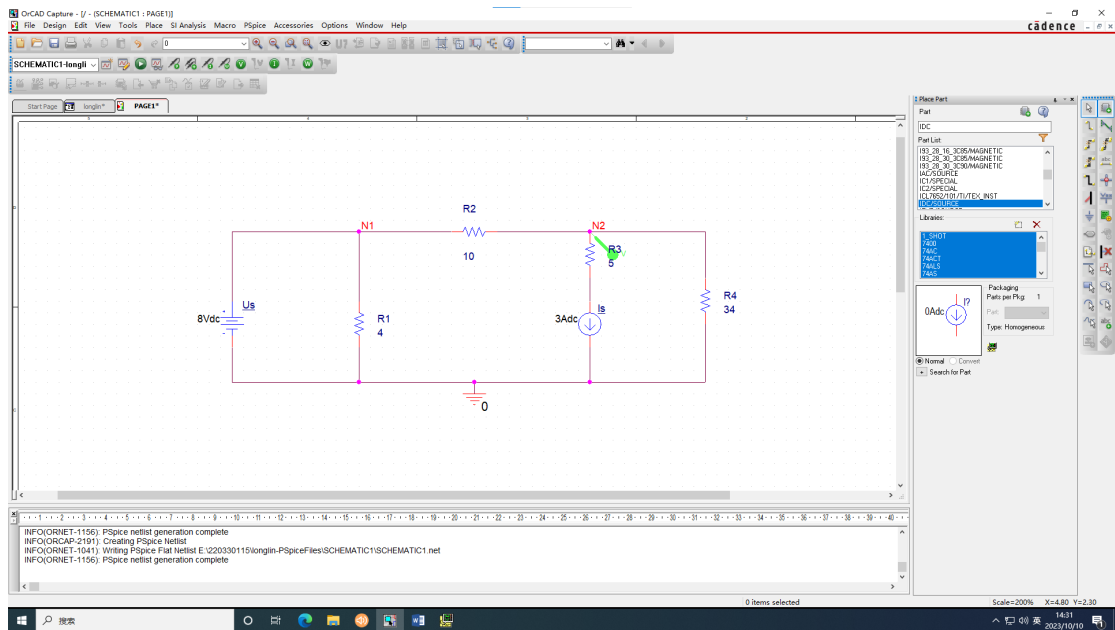 OrCAD Capture - [/ - (SCHEMATIC1 : PAGE1)]
File Design Edit View Tools Place SI Analysis Macro PSpice Accessories Options Window Help
cādence
0
SCHEMATIC1-longli
Start Page longlin* PAGE1*
R2
N1
N2
10
R3
5
Us
8Vdc
R1
4
Is
3Adc
R4
34
0
Place Part
Part
IDC
Part List
I93_28_16_3C85/MAGNETIC
I93_28_30_3C85/MAGNETIC
I93_28_30_3C90/MAGNETIC
IAC/SOURCE
IC1/SPECIAL
IC2/SPECIAL
ICL7652/101/TI/TEX_INST
IDC/SOURCE
Libraries:
1_SHOT
7400
74AC
74ACT
74ALS
74AS
Packaging
Parts per Pkg: 1
Part:
Type: Homogeneous
I?
0Adc
Normal Convert
+ Search for Part
INFO(ORNET-1156): PSpice netlist generation complete
INFO(ORCAP-2191): Creating PSpice Netlist
INFO(ORNET-1041): Writing PSpice Flat Netlist E:\220330115\longlin-PSpiceFiles\SCHEMATIC1\SCHEMATIC1.net
INFO(ORNET-1156): PSpice netlist generation complete
0 items selected
Scale=200% X=4.80 Y=2.30
搜索
英
14:31
2023/10/10